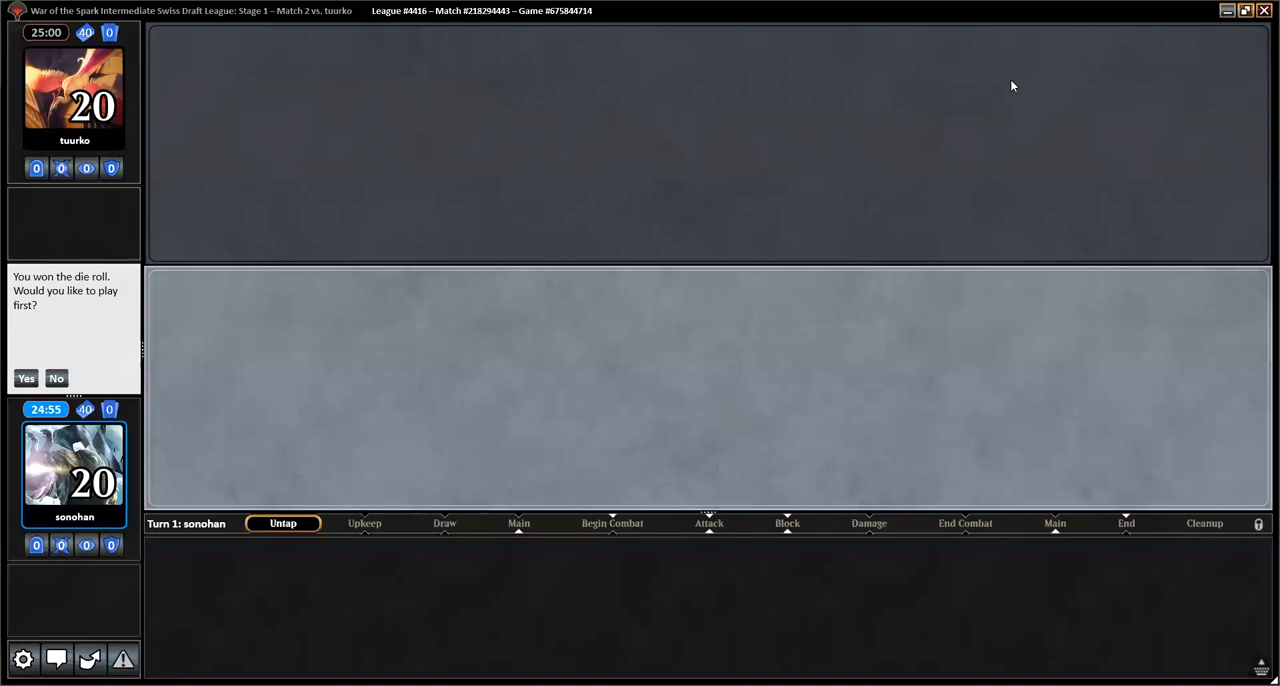 War of the Spark Intermediate Swiss Draft League: Stage 1 – Match 2 vs. tuurko League #4416 – Match #218294443 – Game #675844714
25:00 40 0
20
tuurko
0 0 0 0
You won the die roll.
Would you like to play
first?
Yes No
24:55 40 0
20
sonohan
Turn 1: sonohan Untap Upkeep Draw Main Begin Combat Attack Block Damage End Combat Main End Cleanup
0 0 0 0